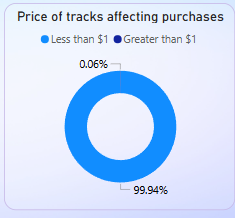 Price of tracks affecting purchases
Less than $1 Greater than $1
0.06%
99.94%